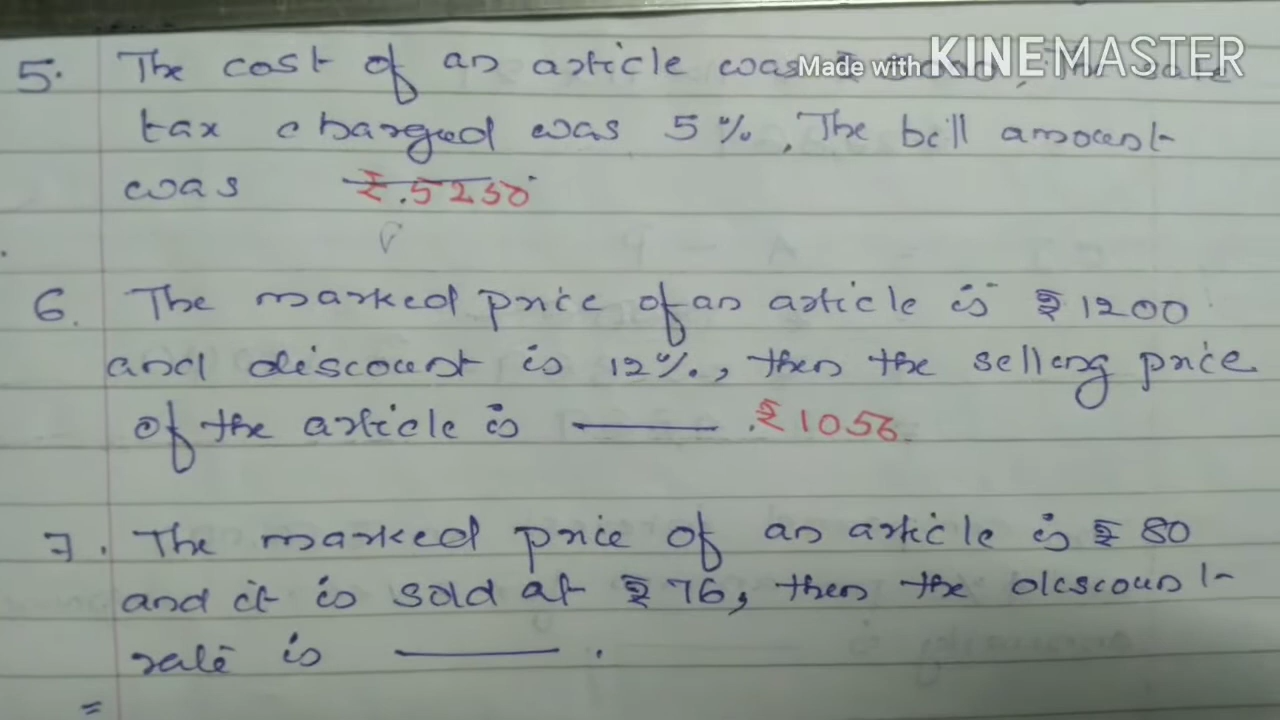 Made with KINEMASTER
5. The cost of an article was The sale
tax charged was 5%. The bill amount
was ₹.5250
6. The marked price of an article is ₹1200
and discount is 12%, then the selling price
of the article is ——— .₹1056.
7. The marked price of an article is ₹ 80
and it is sold at ₹76, then the discount
rate is ——— .
=